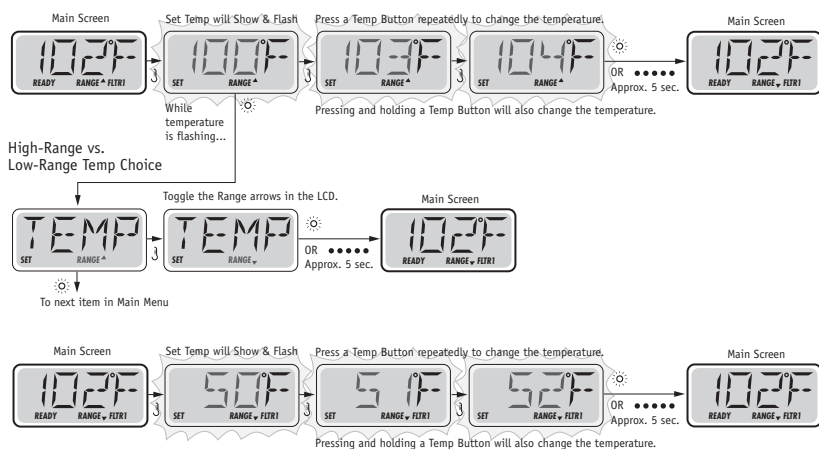 Main Screen
Set Temp will Show & Flash
Press a Temp Button repeatedly to change the temperature.
Main Screen
102°F
READY RANGE FLTR1
100°F
SET RANGE
103°F
SET RANGE
104°F
SET RANGE
OR
Approx. 5 sec.
102°F
READY RANGE FLTR1
While
temperature
is flashing...
Pressing and holding a Temp Button will also change the temperature.
High-Range vs.
Low-Range Temp Choice
Toggle the Range arrows in the LCD.
Main Screen
TEMP
SET RANGE
TEMP
SET RANGE
OR
Approx. 5 sec.
102°F
READY RANGE FLTR1
To next item in Main Menu
Main Screen
Set Temp will Show & Flash
Press a Temp Button repeatedly to change the temperature.
Main Screen
102°F
READY RANGE FLTR1
50°F
SET RANGE FLTR1
51°F
SET RANGE FLTR1
52°F
SET RANGE FLTR1
OR
Approx. 5 sec.
102°F
READY RANGE FLTR1
Pressing and holding a Temp Button will also change the temperature.